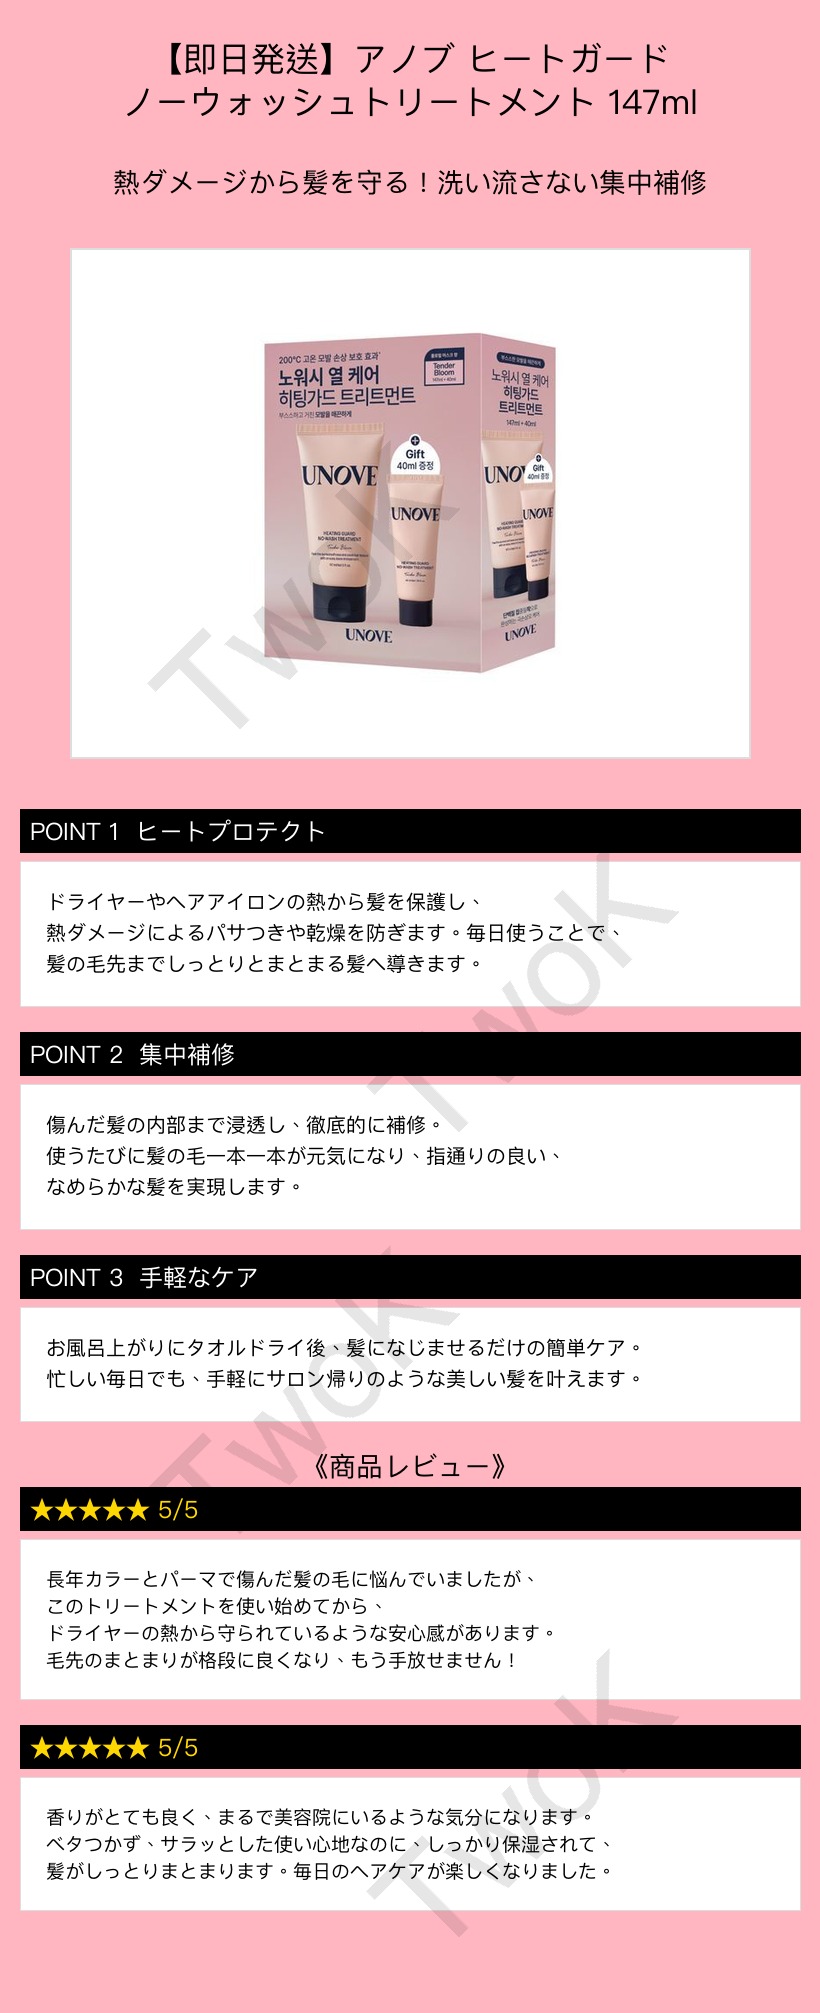 【即日発送】アノブ ヒートガード
ノーウォッシュトリートメント 147ml
熱ダメージから髪を守る！洗い流さない集中補修
200°C 고온 모발 손상 보호 효과*
노워시 열 케어
히팅가드 트리트먼트
부스스하고 거친 모발을 매끈하게
Tender
Bloom
147ml + 40ml
Gift
40ml 증정
UNOVE
HEATING GUARD
NO-WASH TREATMENT
Tender Bloom
UNOVE
HEATING GUARD
NO-WASH TREATMENT
Tender Bloom
UNOVE
노워시 열 케어
히팅가드
트리트먼트
147ml + 40ml
Gift
40ml 증정
UNOVE
UNOVE
UNOVE
TwoK
POINT 1 ヒートプロテクト
ドライヤーやヘアアイロンの熱から髪を保護し、
熱ダメージによるパサつきや乾燥を防ぎます。毎日使うことで、
髪の毛先までしっとりとまとまる髪へ導きます。
TwoK
POINT 2 集中補修
傷んだ髪の内部まで浸透し、徹底的に補修。
使うたびに髪の毛一本一本が元気になり、指通りの良い、
なめらかな髪を実現します。
POINT 3 手軽なケア
お風呂上がりにタオルドライ後、髪になじませるだけの簡単ケア。
忙しい毎日でも、手軽にサロン帰りのような美しい髪を叶えます。
TwoK
《商品レビュー》
★★★★★ 5/5
長年カラーとパーマで傷んだ髪の毛に悩んでいましたが、
このトリートメントを使い始めてから、
ドライヤーの熱から守られているような安心感があります。
毛先のまとまりが格段に良くなり、もう手放せません！
★★★★★ 5/5
香りがとても良く、まるで美容院にいるような気分になります。
ベタつかず、サラッとした使い心地なのに、しっかり保湿されて、
髪がしっとりまとまります。毎日のヘアケアが楽しくなりました。
TwoK